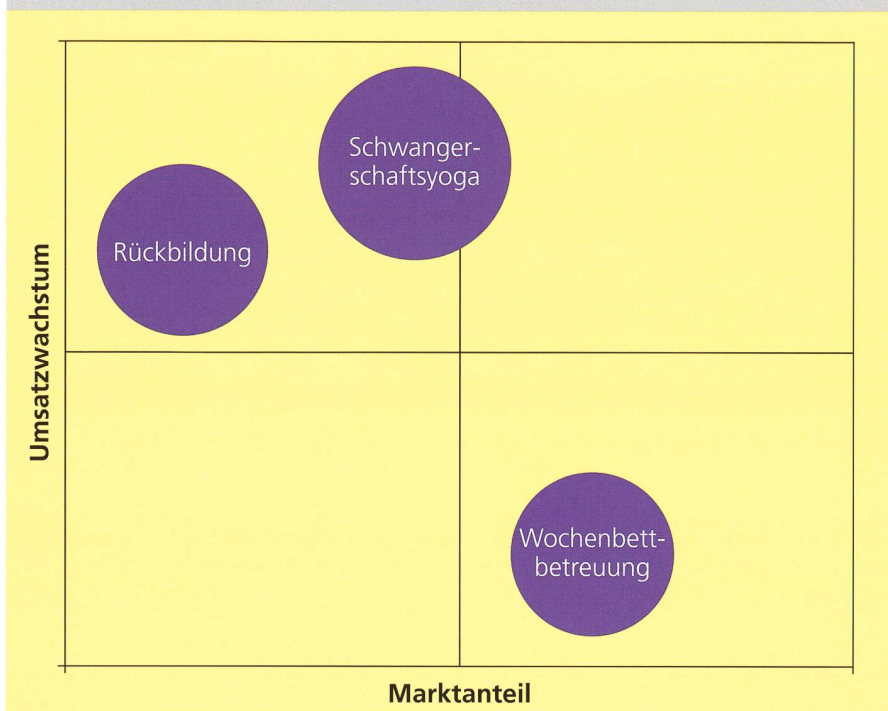 Schwanger-
schaftsyoga
Rückbildung
Umsatzwachstum
Wochenbett-
betreuung
Marktanteil